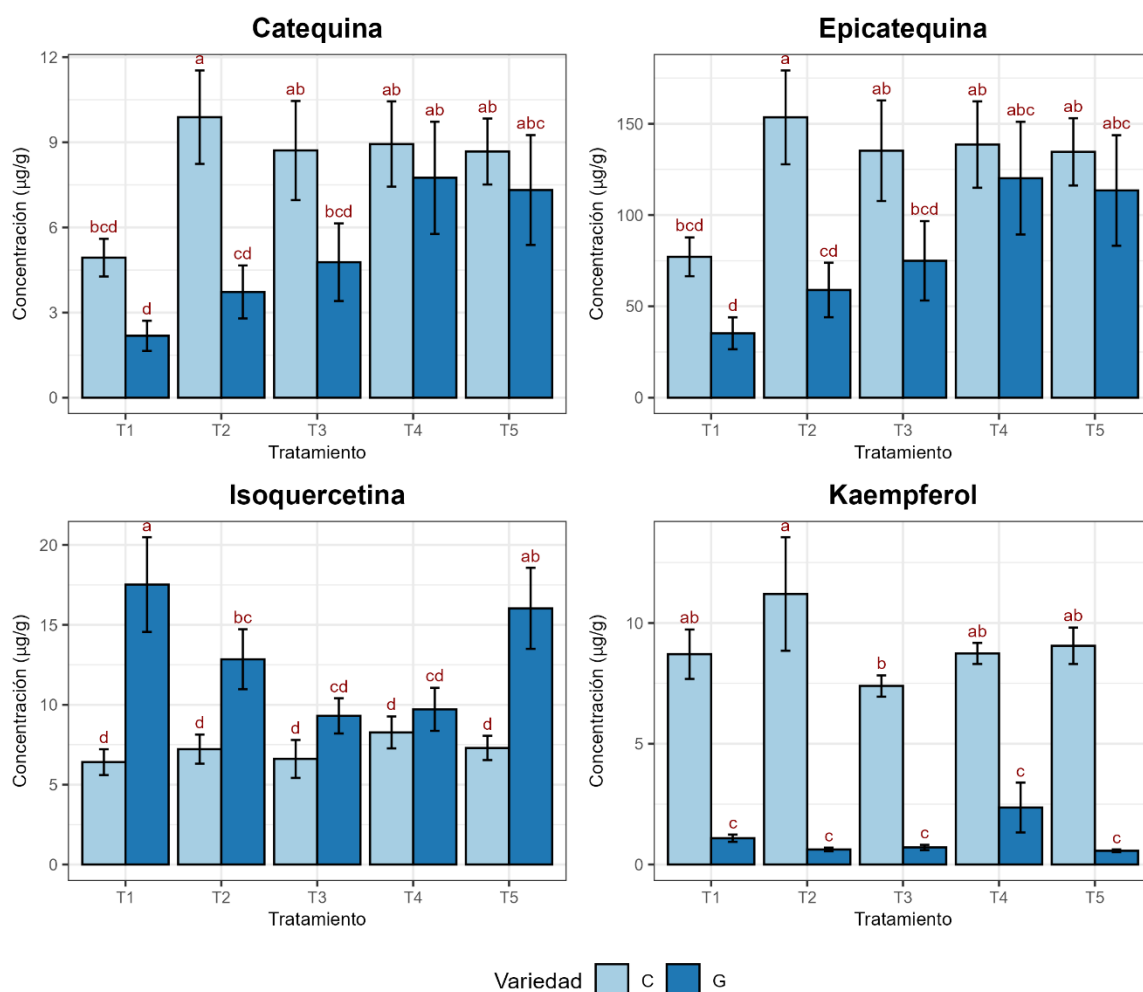 Catequina
Concentración (µg/g)
12
9
6
3
0
bcd
d
a
cd
ab
bcd
ab
ab
ab
abc
T1
T2
T3
T4
T5
Tratamiento
Epicatequina
Concentración (µg/g)
150
100
50
0
bcd
d
a
cd
ab
bcd
ab
abc
ab
abc
T1
T2
T3
T4
T5
Tratamiento
Isoquercetina
Concentración (µg/g)
20
15
10
5
0
d
a
d
bc
d
cd
d
cd
d
ab
T1
T2
T3
T4
T5
Tratamiento
Kaempferol
Concentración (µg/g)
10
5
0
ab
c
a
c
b
c
ab
c
ab
c
T1
T2
T3
T4
T5
Tratamiento
Variedad C G